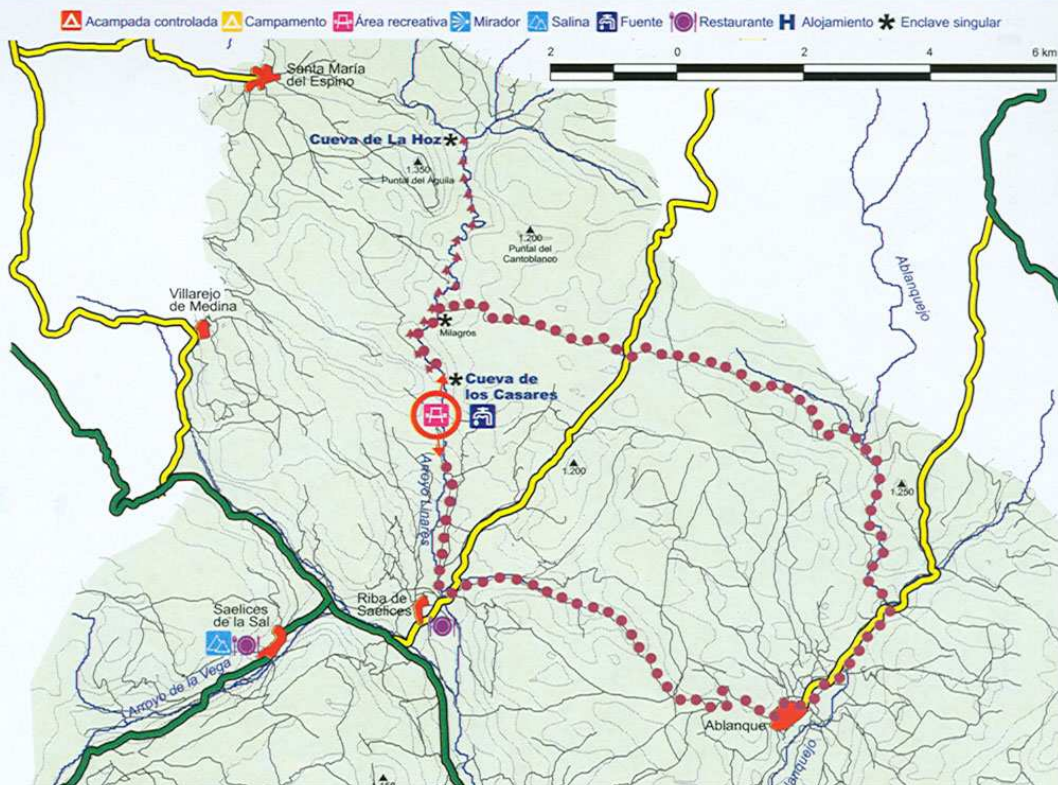 Acampada controlada Campamento Área recreativa Mirador Salina Fuente Restaurante H Alojamiento Enclave singular
2 0 2 4 6 km
Santa María
del Espino
Cueva de La Hoz
1.350
Puntal del Águila
1.200
Puntal del
Cantoblanco
Ablanquejo
Villarejo
de Medina
Milagros
Cueva de
los Casares
Arroyo Linares
1.200
1.250
Riba de
Saelices
Saelices
de la Sal
Arroyo de la Vega
Ablanque